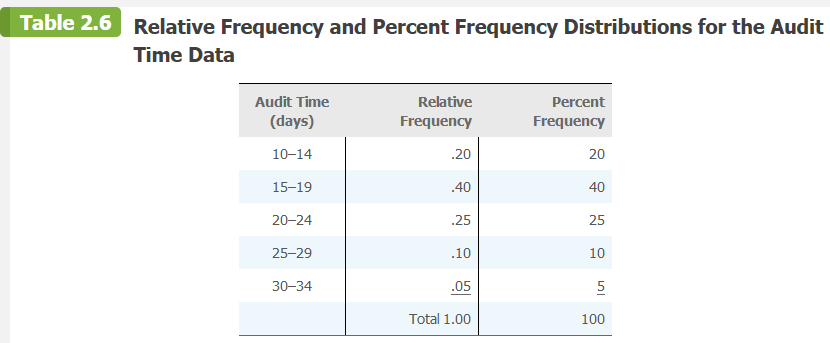 Table 2.6 Relative Frequency and Percent Frequency Distributions for the Audit
Time Data
Audit Time (days) Relative Frequency Percent Frequency
10–14 .20 20
15–19 .40 40
20–24 .25 25
25–29 .10 10
30–34 .05 5
Total 1.00 100